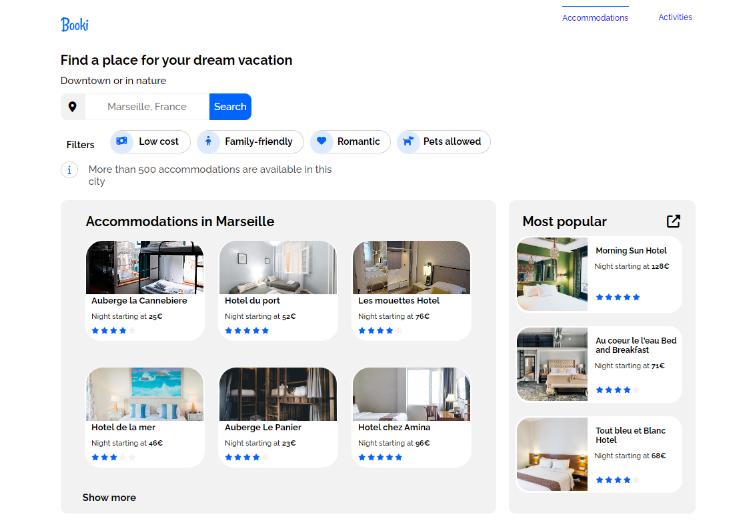 Booki
Accommodations
Activities
Find a place for your dream vacation
Downtown or in nature
Marseille, France
Search
Filters
Low cost
Family-friendly
Romantic
Pets allowed
More than 500 accommodations are available in this
city
Accommodations in Marseille
Auberge la Cannebiere
Night starting at 25€
Hotel du port
Night starting at 52€
Les mouettes Hotel
Night starting at 76€
Hotel de la mer
Night starting at 46€
Auberge Le Panier
Night starting at 23€
Hotel chez Amina
Night starting at 96€
Show more
Most popular
Morning Sun Hotel
Night starting at 128€
Au coeur le l'eau Bed
and Breakfast
Night starting at 71€
Tout bleu et Blanc
Hotel
Night starting at 68€